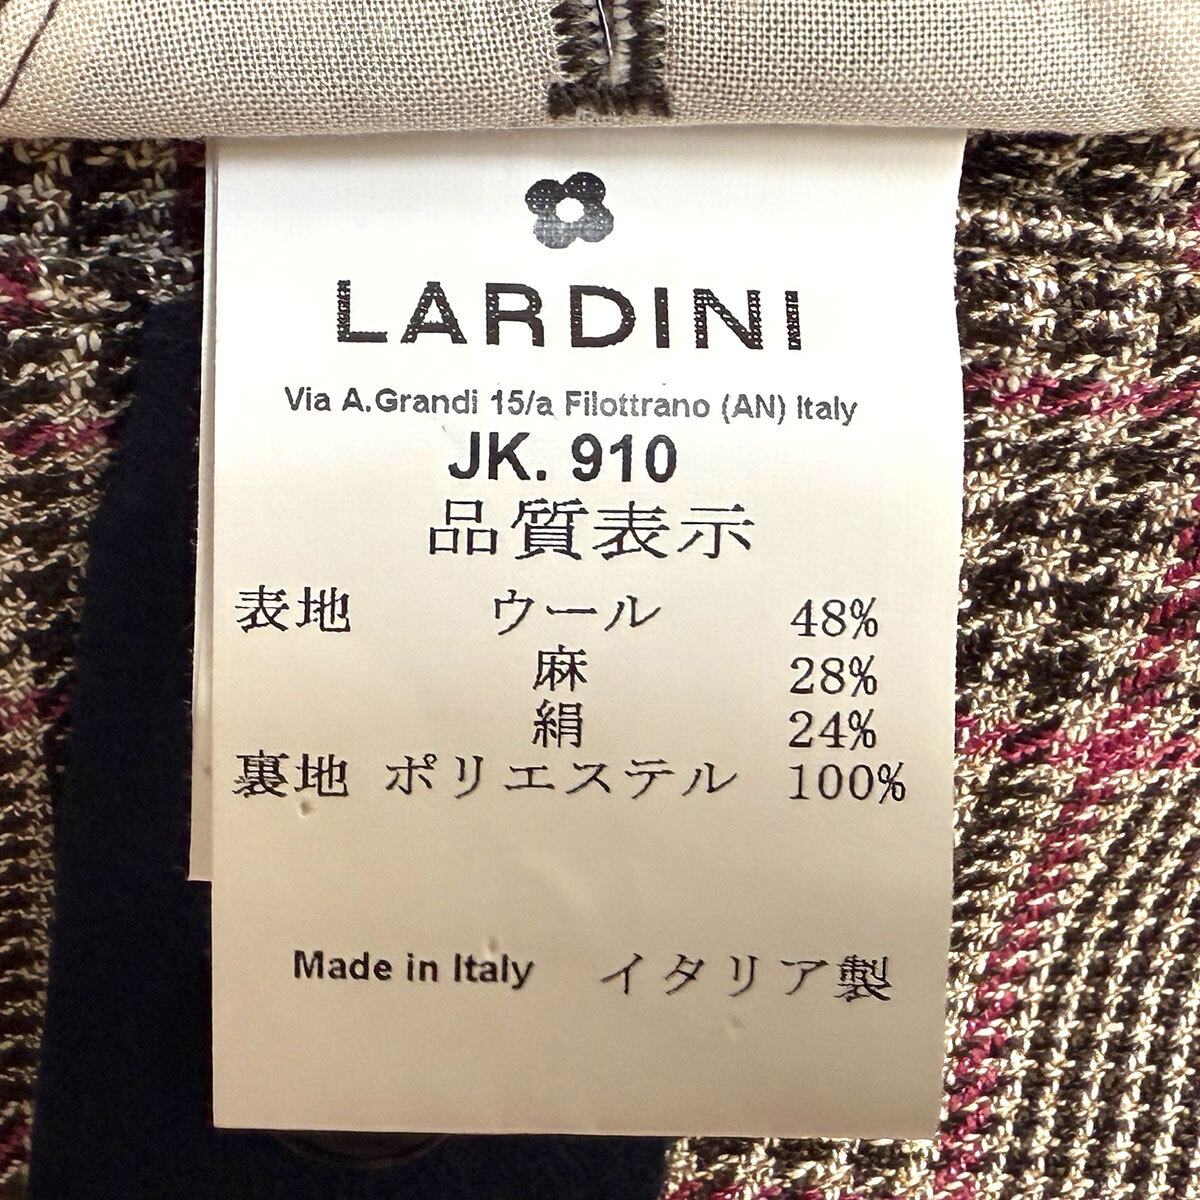 LARDINI
Via A.Grandi 15/a Filottrano (AN) Italy
JK. 910
品質表示
表地 ウール 48%
麻 28%
絹 24%
裏地 ポリエステル 100%
Made in Italy イタリア製